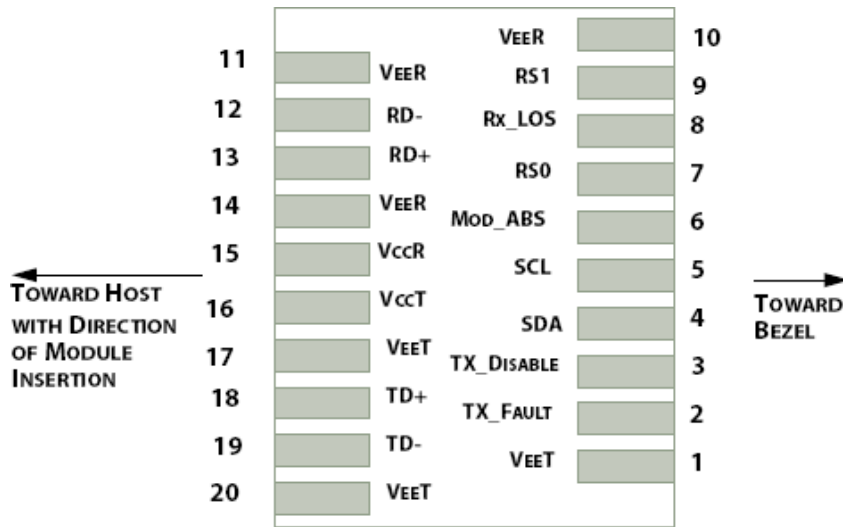 11 VEER
12 RD-
13 RD+
14 VEER
15 VCCR
16 VCCT
17 VEET
18 TD+
19 TD-
20 VEET
VEER 10
RS1 9
Rx_LOS 8
RS0 7
MOD_ABS 6
SCL 5
SDA 4
TX_DISABLE 3
TX_FAULT 2
VEET 1
TOWARD HOST
WITH DIRECTION
OF MODULE
INSERTION
TOWARD
BEZEL